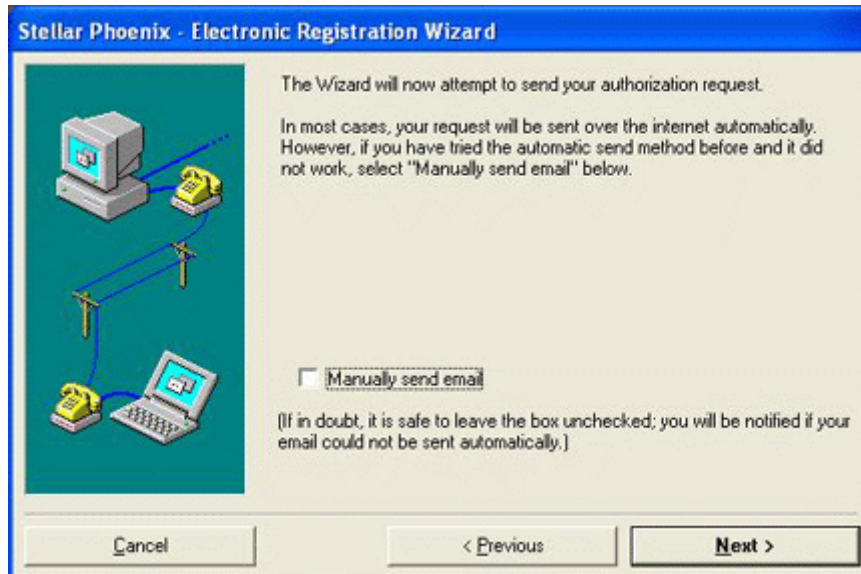 Stellar Phoenix - Electronic Registration Wizard
The Wizard will now attempt to send your authorization request.
In most cases, your request will be sent over the internet automatically.
However, if you have tried the automatic send method before and it did
not work, select "Manually send email" below.
Manually send email
(If in doubt, it is safe to leave the box unchecked; you will be notified if your
email could not be sent automatically.)
Cancel
< Previous
Next >